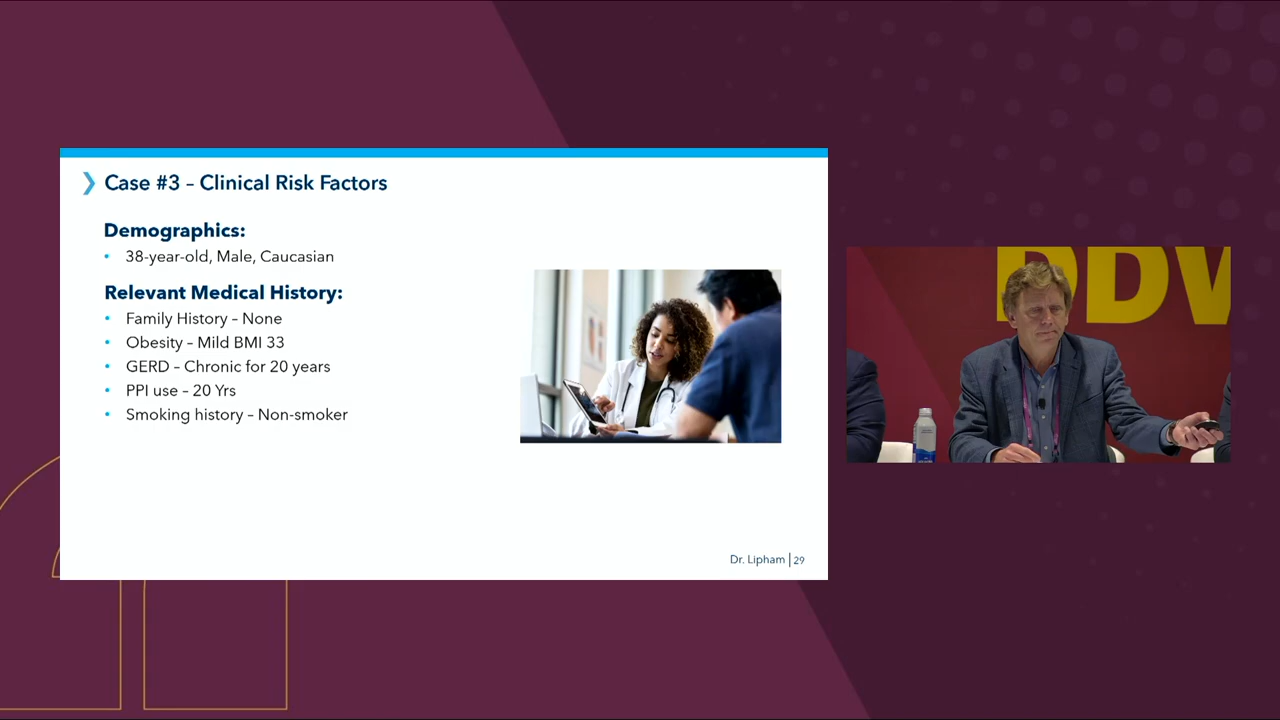 Case #3 – Clinical Risk Factors
Demographics:
• 38-year-old, Male, Caucasian
Relevant Medical History:
• Family History – None
• Obesity – Mild BMI 33
• GERD – Chronic for 20 years
• PPI use – 20 Yrs
• Smoking history – Non-smoker
Dr. Lipham | 29
DDW